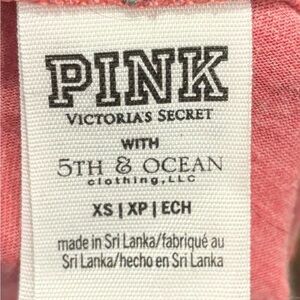 PINK
VICTORIA'S SECRET
WITH
5TH & OCEAN
clothing, LLC
XS | XP | ECH
made in Sri Lanka/fabriqué au
Sri Lanka/hecho en Sri Lanka